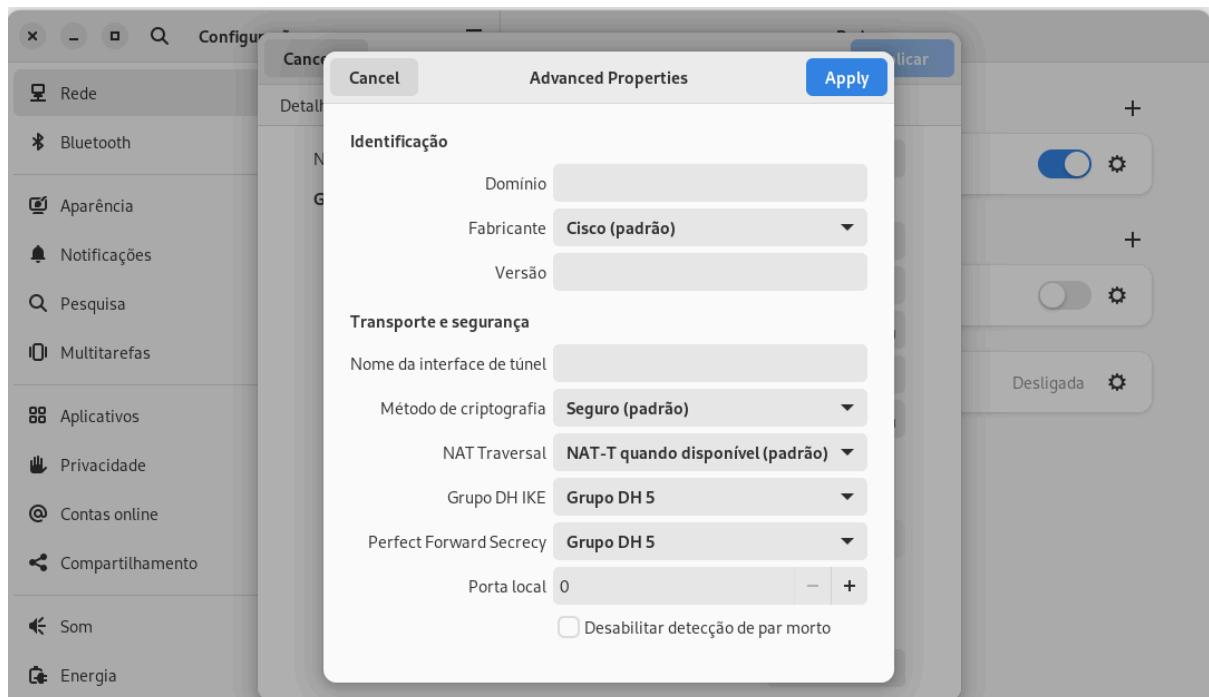 Configur
Rede
Bluetooth
Aparência
Notificações
Pesquisa
Multitarefas
Aplicativos
Privacidade
Contas online
Compartilhamento
Som
Energia
Canc
licar
Detalh
N
G
Desligada
Cancel
Advanced Properties
Apply
Identificação
Domínio
Fabricante Cisco (padrão)
Versão
Transporte e segurança
Nome da interface de túnel
Método de criptografia Seguro (padrão)
NAT Traversal NAT-T quando disponível (padrão)
Grupo DH IKE Grupo DH 5
Perfect Forward Secrecy Grupo DH 5
Porta local 0 − +
Desabilitar detecção de par morto